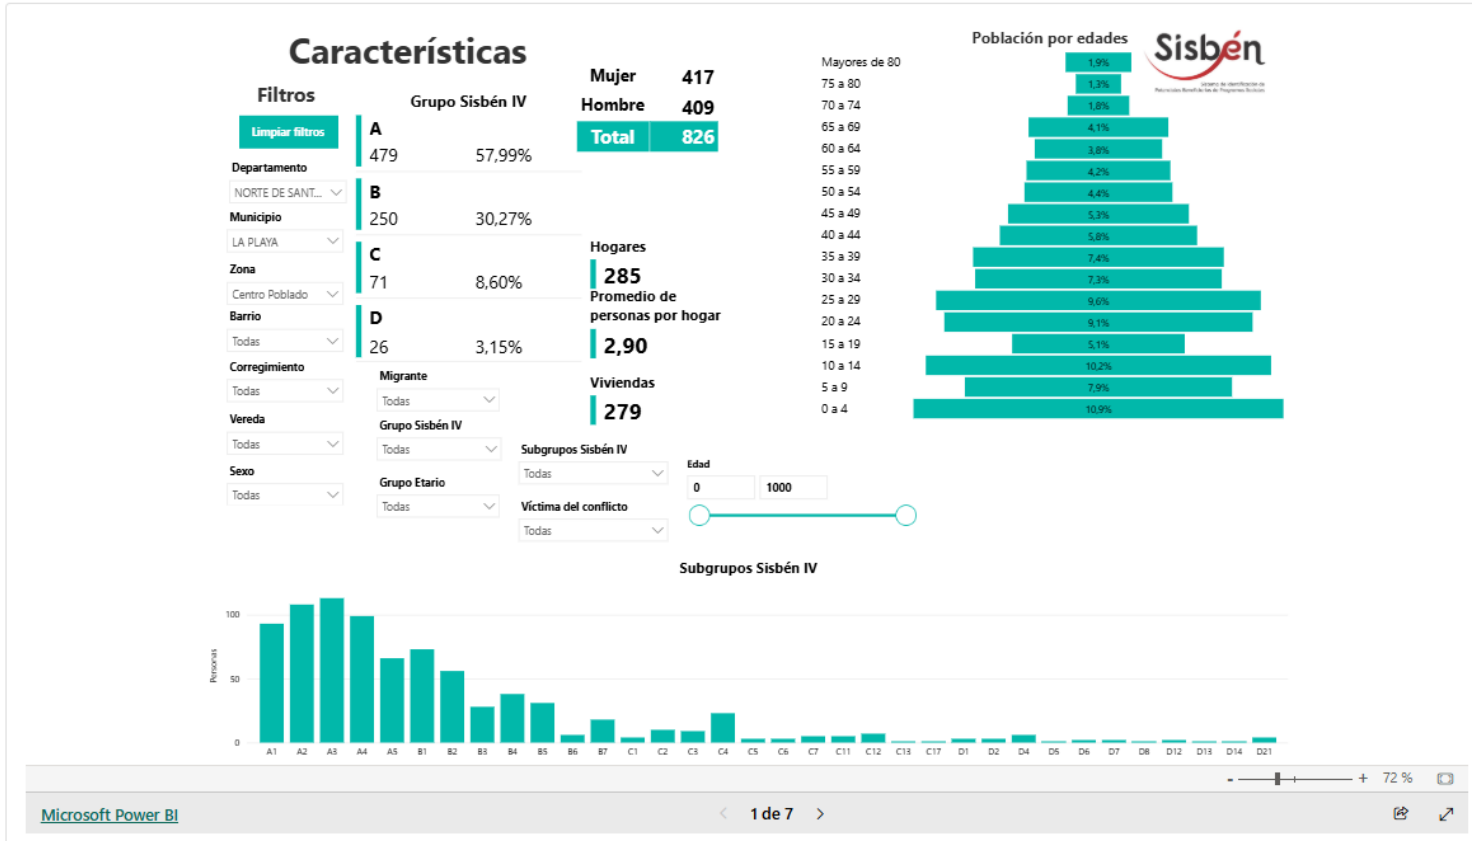 Características
Filtros
Limpiar filtros
Departamento
NORTE DE SANT...
Municipio
LA PLAYA
Zona
Centro Poblado
Barrio
Todas
Corregimiento
Todas
Vereda
Todas
Sexo
Todas
Grupo Sisbén IV
A
479 57,99%
B
250 30,27%
C
71 8,60%
D
26 3,15%
Migrante
Todas
Grupo Sisbén IV
Todas
Grupo Etario
Todas
Mujer 417
Hombre 409
Total 826
Hogares
285
Promedio de
personas por hogar
2,90
Viviendas
279
Subgrupos Sisbén IV
Todas
Víctima del conflicto
Todas
Edad
0 1000
Población por edades
Sisbén
Mayores de 80 1,9%
75 a 80 1,3%
70 a 74 1,8%
65 a 69 4,1%
60 a 64 3,8%
55 a 59 4,2%
50 a 54 4,4%
45 a 49 5,3%
40 a 44 5,8%
35 a 39 7,4%
30 a 34 7,3%
25 a 29 9,6%
20 a 24 9,1%
15 a 19 5,1%
10 a 14 10,2%
5 a 9 7,9%
0 a 4 10,9%
Subgrupos Sisbén IV
Personas
100
50
0
A1 A2 A3 A4 A5 B1 B2 B3 B4 B5 B6 B7 C1 C2 C3 C4 C5 C6 C7 C11 C12 C13 C17 D1 D2 D4 D5 D6 D7 D8 D12 D13 D14 D21
- + 72 %
Microsoft Power BI
1 de 7